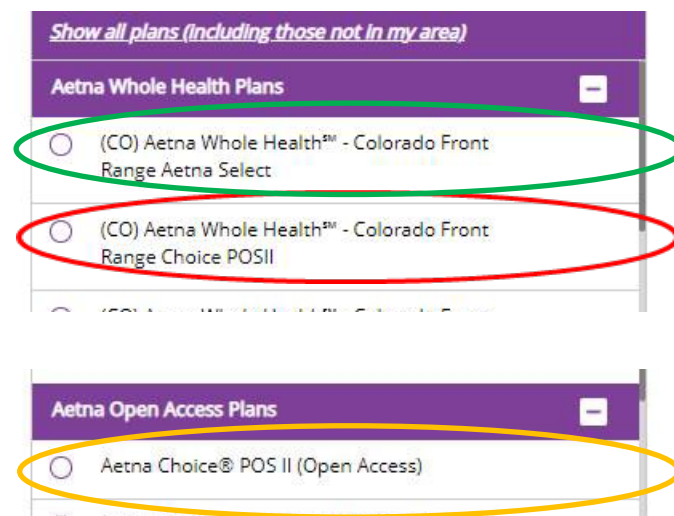 Show all plans (including those not in my area)
Aetna Whole Health Plans
(CO) Aetna Whole Health℠ - Colorado Front
Range Aetna Select
(CO) Aetna Whole Health℠ - Colorado Front
Range Choice POSII
Aetna Open Access Plans
Aetna Choice® POS II (Open Access)